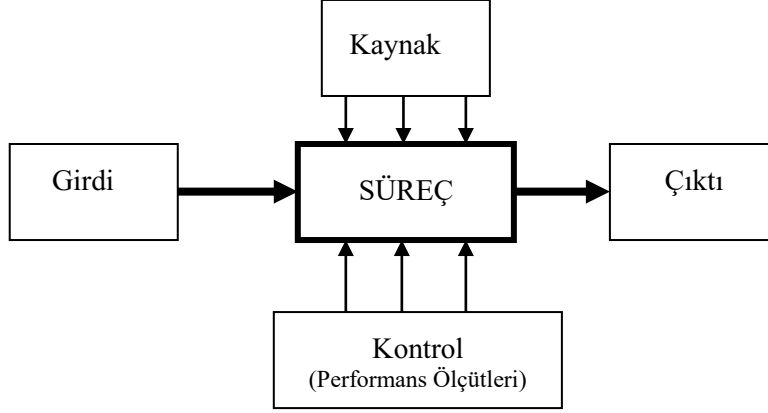 Kaynak
Girdi
SÜREÇ
Çıktı
Kontrol
(Performans Ölçütleri)